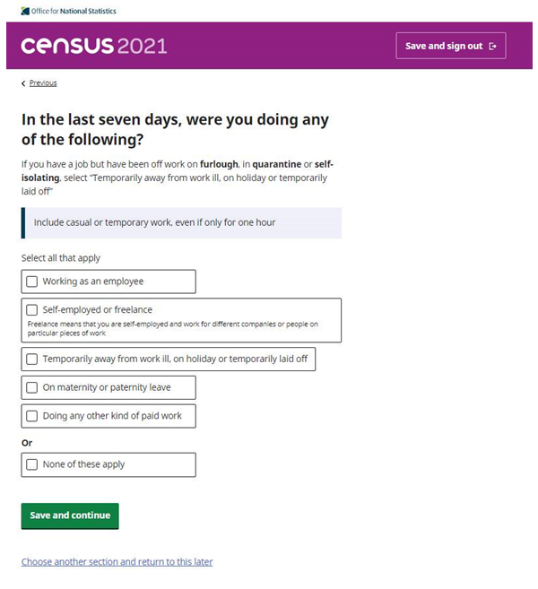 Office for National Statistics
census 2021
Save and sign out
Previous
In the last seven days, were you doing any
of the following?
If you have a job but have been off work on furlough, in quarantine or self-
isolating, select "Temporarily away from work ill, on holiday or temporarily
laid off"
Include casual or temporary work, even if only for one hour
Select all that apply
Working as an employee
Self-employed or freelance
Freelance means that you are self-employed and work for different companies or people on
particular pieces of work
Temporarily away from work ill, on holiday or temporarily laid off
On maternity or paternity leave
Doing any other kind of paid work
Or
None of these apply
Save and continue
Choose another section and return to this later